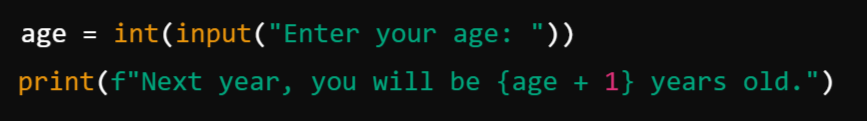 age = int(input("Enter your age: "))
print(f"Next year, you will be {age + 1} years old.")